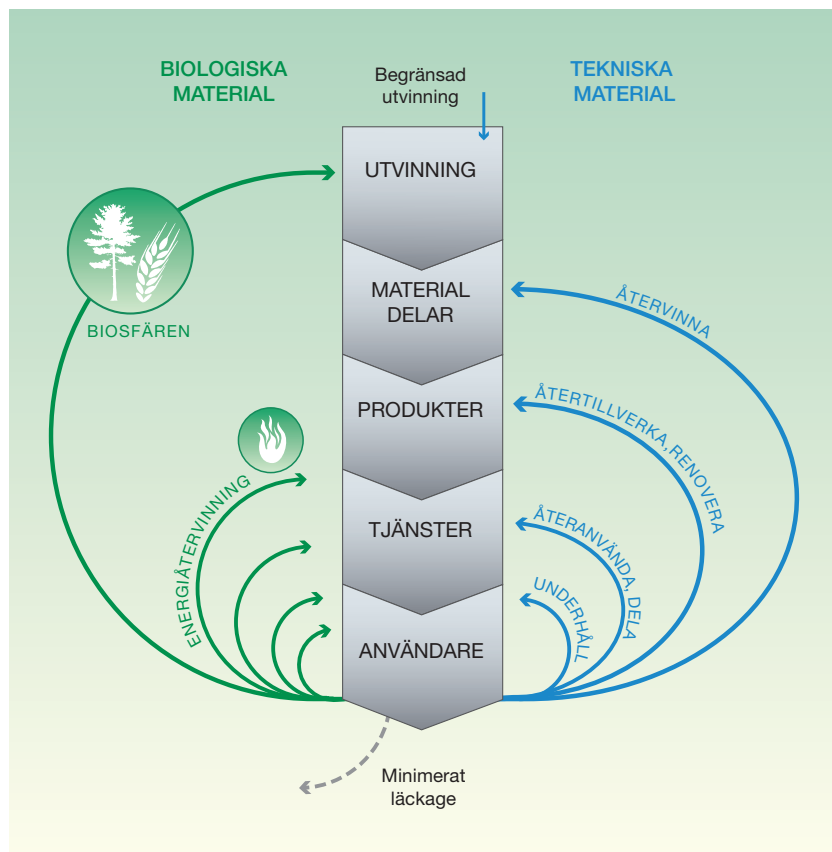 BIOLOGISKA
MATERIAL
Begränsad
utvinning
TEKNISKA
MATERIAL
UTVINNING
BIOSFÄREN
MATERIAL
DELAR
ÅTERVINNA
PRODUKTER
ÅTERTILLVERKA, RENOVERA
ENERGIÅTERVINNING
TJÄNSTER
ÅTERANVÄNDA, DELA
UNDERHÅLL
ANVÄNDARE
Minimerat
läckage